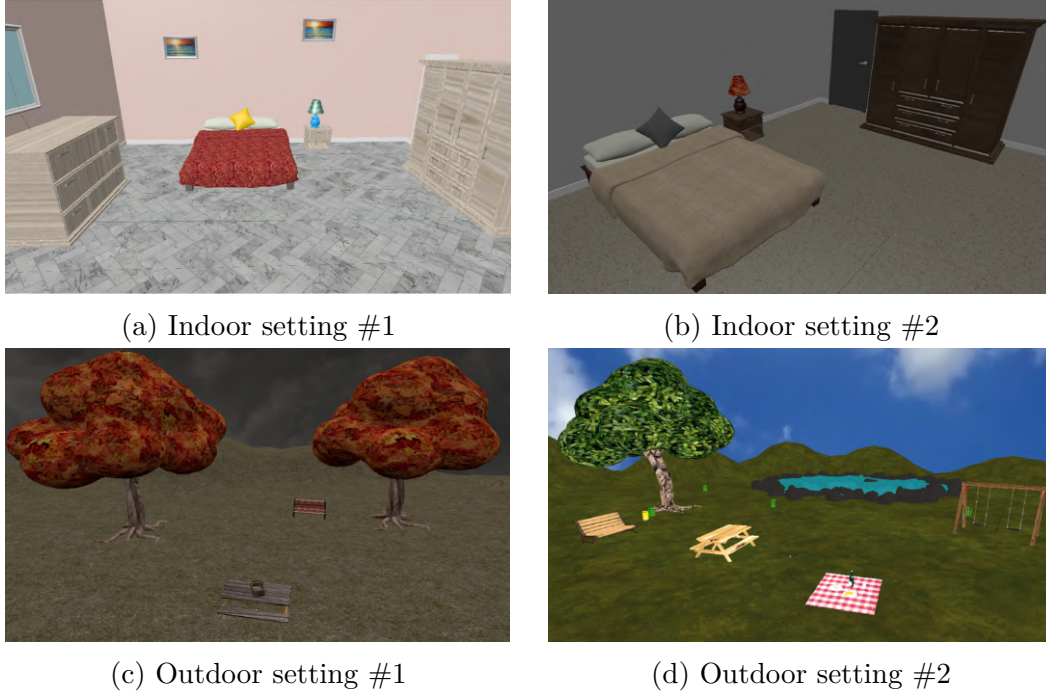 (a) Indoor setting #1
(b) Indoor setting #2
(c) Outdoor setting #1
(d) Outdoor setting #2